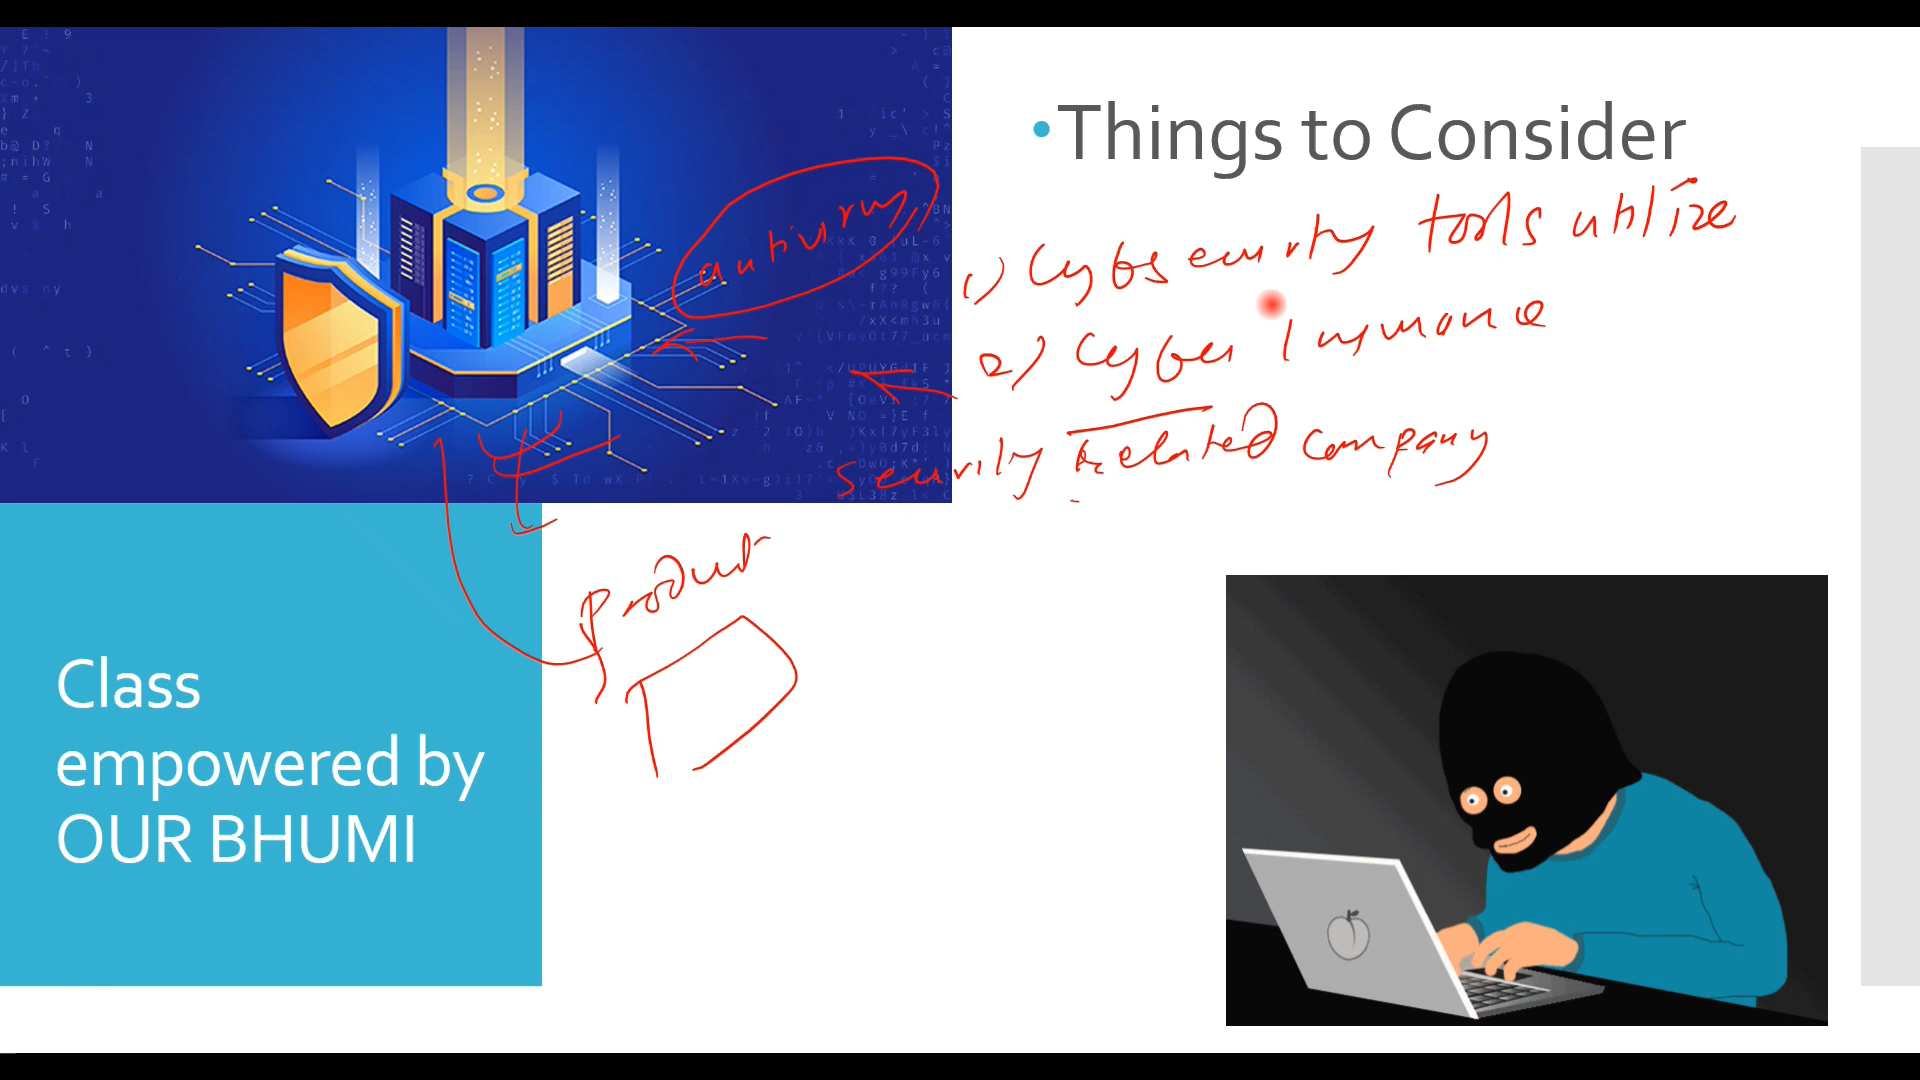 • Things to Consider
1) Cybsecurity tools utilize
antivirus
2) Cyber Insurance
security Related company
product
Class
empowered by
OUR BHUMI